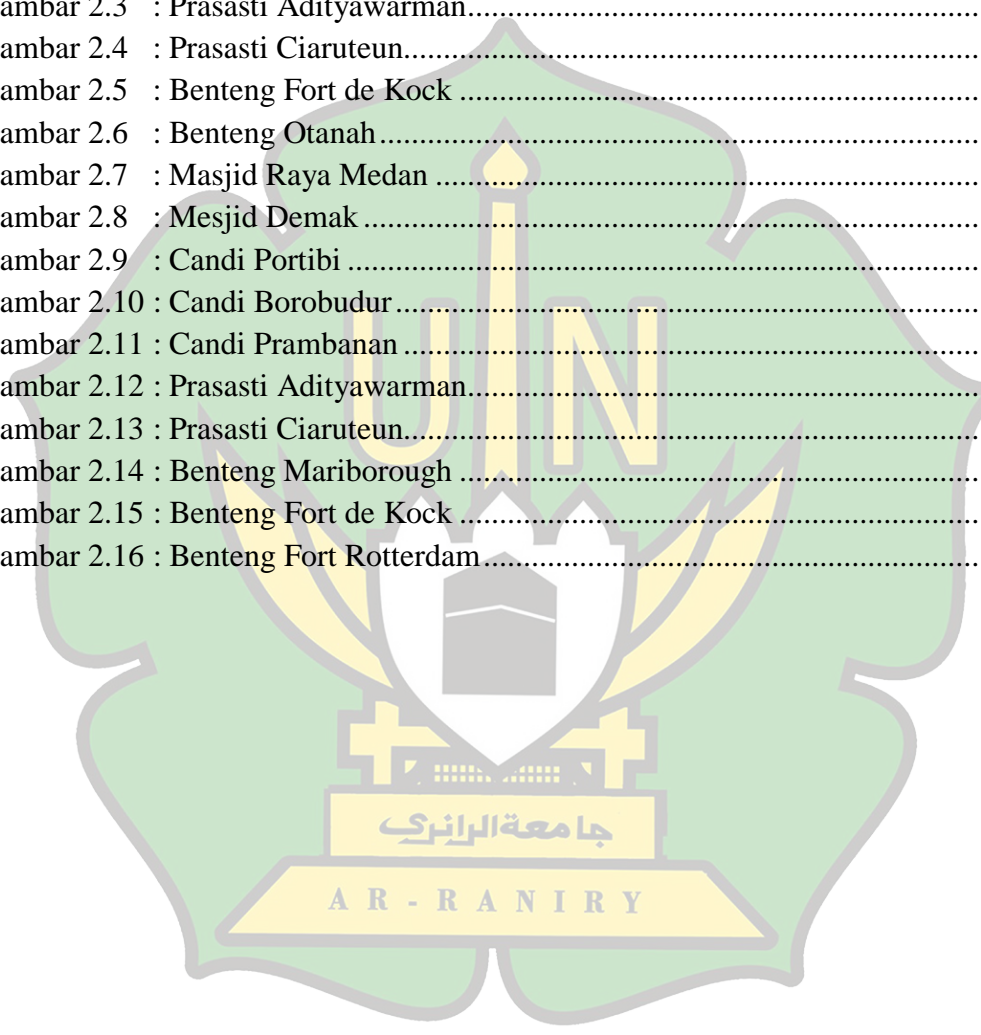 ambar 2.3 : Prasasti Adityawarman..............................................................................
ambar 2.4 : Prasasti Ciaruteun.......................................................................................
ambar 2.5 : Benteng Fort de Kock ...............................................................................
ambar 2.6 : Benteng Otanah..........................................................................................
ambar 2.7 : Masjid Raya Medan ..................................................................................
ambar 2.8 : Mesjid Demak ............................................................................................
ambar 2.9 : Candi Portibi ..............................................................................................
ambar 2.10 : Candi Borobudur.......................................................................................
ambar 2.11 : Candi Prambanan ......................................................................................
ambar 2.12 : Prasasti Adityawarman..............................................................................
ambar 2.13 : Prasasti Ciaruteun .....................................................................................
ambar 2.14 : Benteng Mariborough ...............................................................................
ambar 2.15 : Benteng Fort de Kock ...............................................................................
ambar 2.16 : Benteng Fort Rotterdam............................................................................
UIN
جامعة الرانري
AR-RANIRY